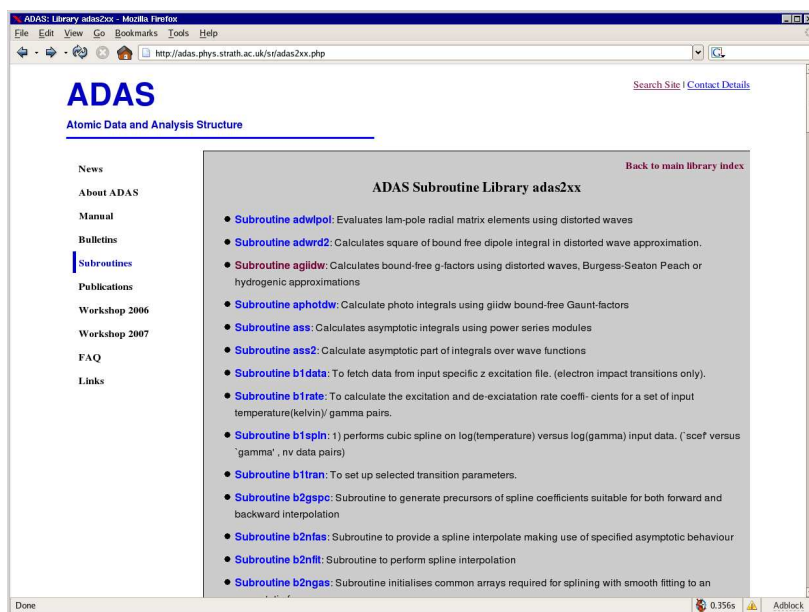 ADAS: Library adas2xx - Mozilla Firefox
File Edit View Go Bookmarks Tools Help
http://adas.phys.strath.ac.uk/sr/adas2xx.php
G
ADAS
Search Site | Contact Details
Atomic Data and Analysis Structure
News
About ADAS
Manual
Bulletins
Subroutines
Publications
Workshop 2006
Workshop 2007
FAQ
Links
Back to main library index
ADAS Subroutine Library adas2xx
Subroutine adwlpol: Evaluates lam-pole radial matrix elements using distorted waves
Subroutine adwrd2: Calculates square of bound free dipole integral in distorted wave approximation.
Subroutine agiidw: Calculates bound-free g-factors using distorted waves, Burgess-Seaton Peach or
hydrogenic approximations
Subroutine aphotdw: Calculate photo integrals using giidw bound-free Gaunt-factors
Subroutine ass: Calculates asymptotic integrals using power series modules
Subroutine ass2: Calculate asymptotic part of integrals over wave functions
Subroutine b1data: To fetch data from input specific z excitation file. (electron impact transitions only).
Subroutine b1rate: To calculate the excitation and de-exciatation rate coeffi- cients for a set of input
temperature(kelvin)/ gamma pairs.
Subroutine b1spln: 1) performs cubic spline on log(temperature) versus log(gamma) input data. (`scef' versus
`gamma' , nv data pairs)
Subroutine b1tran: To set up selected transition parameters.
Subroutine b2gspc: Subroutine to generate precursors of spline coefficients suitable for both forward and
backward interpolation
Subroutine b2nfas: Subroutine to provide a spline interpolate making use of specified asymptotic behaviour
Subroutine b2nfit: Subroutine to perform spline interpolation
Subroutine b2ngas: Subroutine initialises common arrays required for splining with smooth fitting to an
Done
0.356s
Adblock